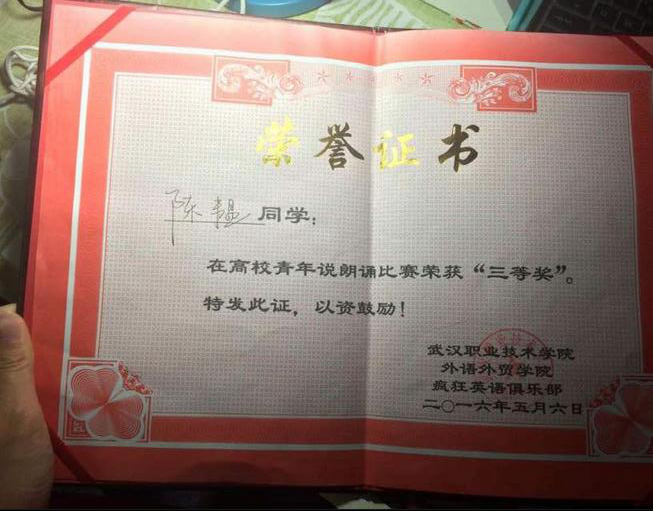 荣誉证书
陈韫同学：
在高校青年说朗诵比赛荣获“三等奖”。
特发此证，以资鼓励！
武汉职业技术学院
外语外贸学院
疯狂英语俱乐部
二〇一六年五月六日